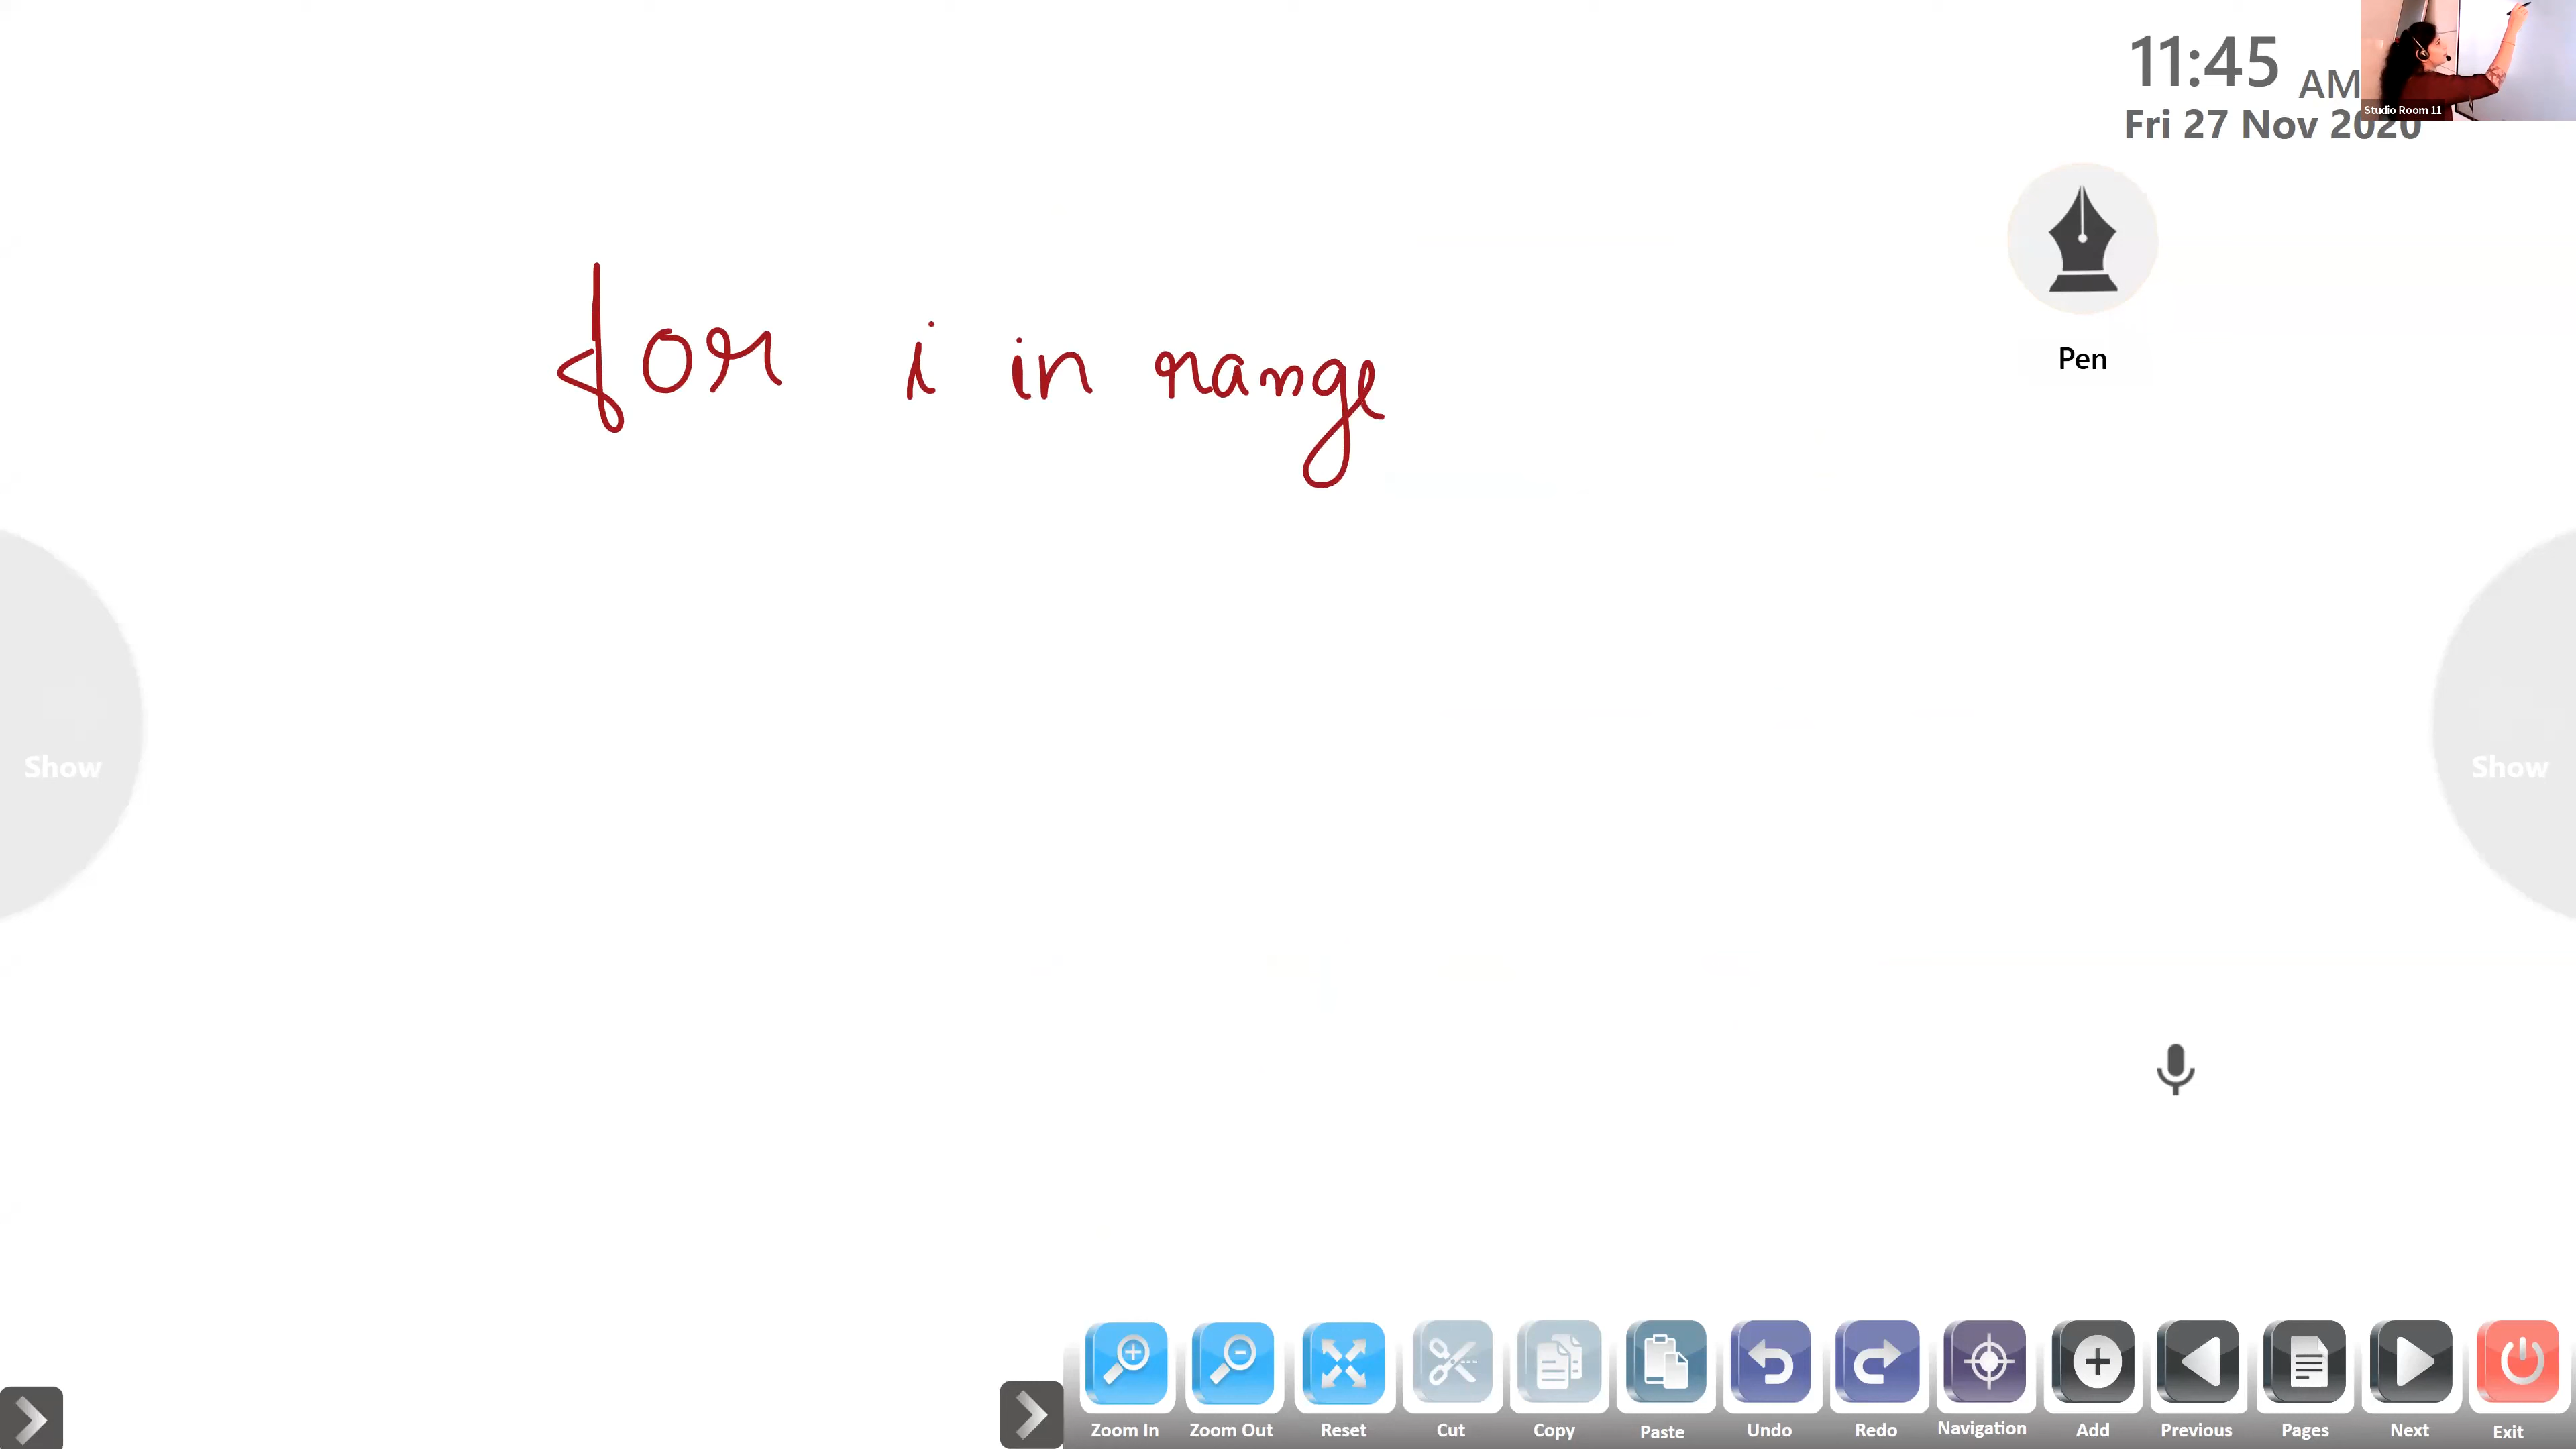 11:45 AM
Studio Room 11
Fri 27 Nov 2020
Pen
for i in range
Show
Show
Zoom In
Zoom Out
Reset
Cut
Copy
Paste
Undo
Redo
Navigation
Add
Previous
Pages
Next
Exit